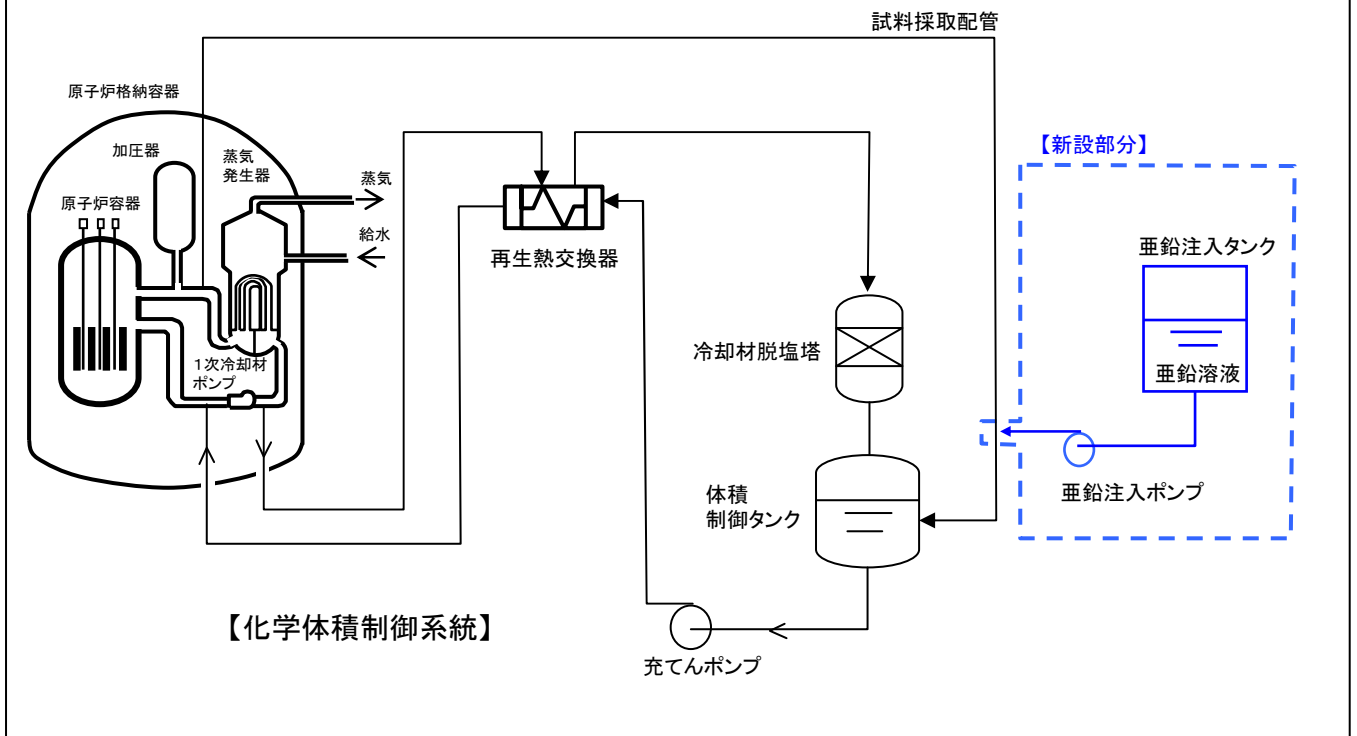 試料採取配管
原子炉格納容器
加圧器
蒸気
発生器
蒸気
原子炉容器
給水
1次冷却材
ポンプ
再生熱交換器
冷却材脱塩塔
体積
制御タンク
充てんポンプ
【新設部分】
亜鉛注入タンク
亜鉛溶液
亜鉛注入ポンプ
【化学体積制御系統】